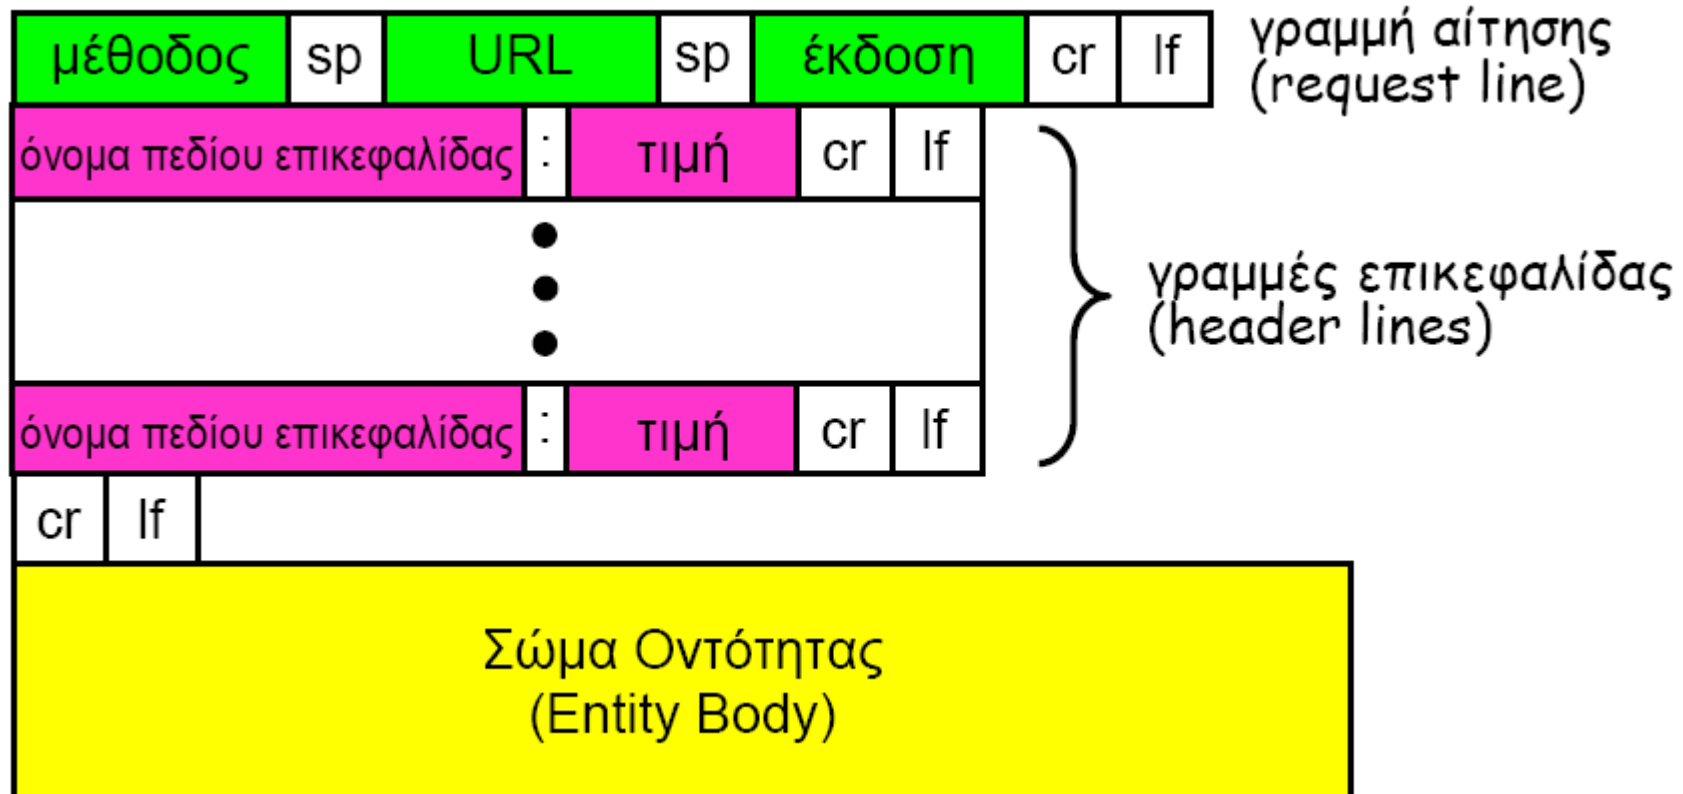 μέθοδος sp URL sp έκδοση cr lf
γραμμή αίτησης
(request line)
όνομα πεδίου επικεφαλίδας : τιμή cr lf
γραμμές επικεφαλίδας
(header lines)
όνομα πεδίου επικεφαλίδας : τιμή cr lf
cr lf
Σώμα Οντότητας
(Entity Body)